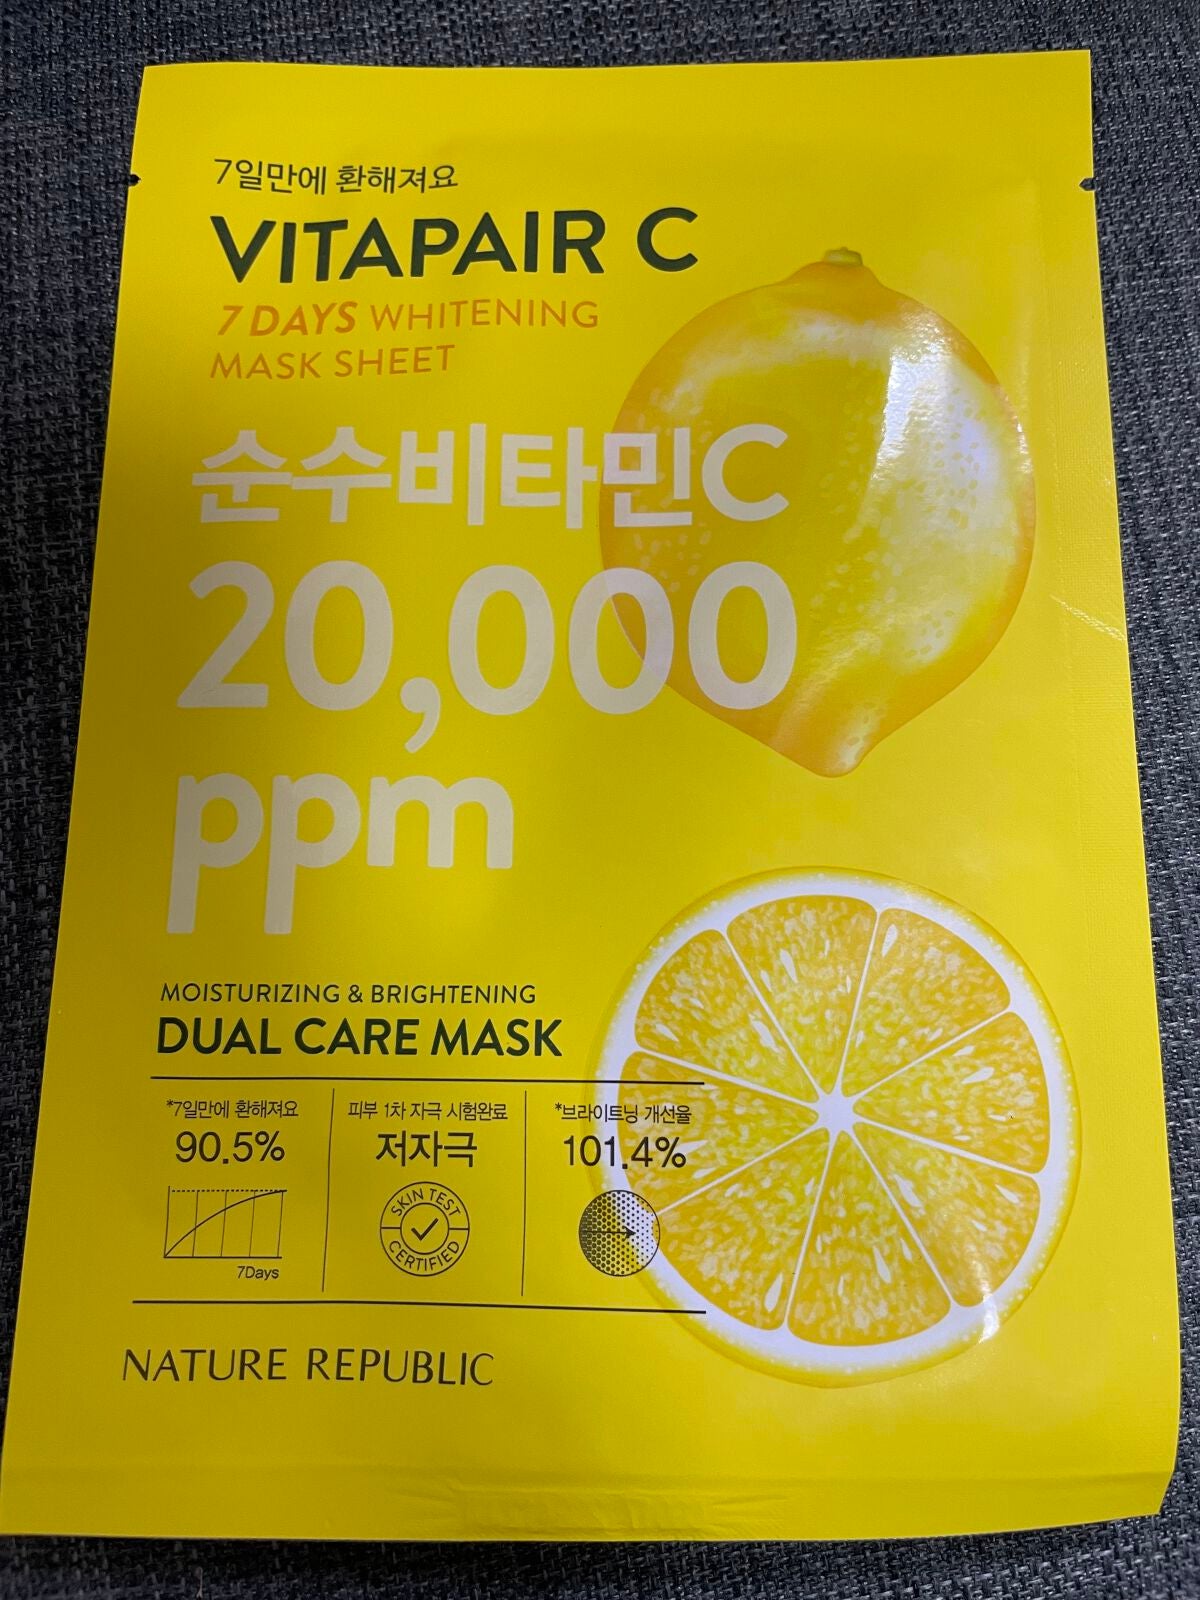 7일만에 환해져요
VITAPAIR C
7 DAYS WHITENING
MASK SHEET
순수비타민C
20,000
ppm
MOISTURIZING & BRIGHTENING
DUAL CARE MASK
*7일만에 환해져요
90.5%
7Days
피부 1차 자극 시험완료
저자극
SKIN TEST
CERTIFIED
*브라이트닝 개선율
101.4%
NATURE REPUBLIC